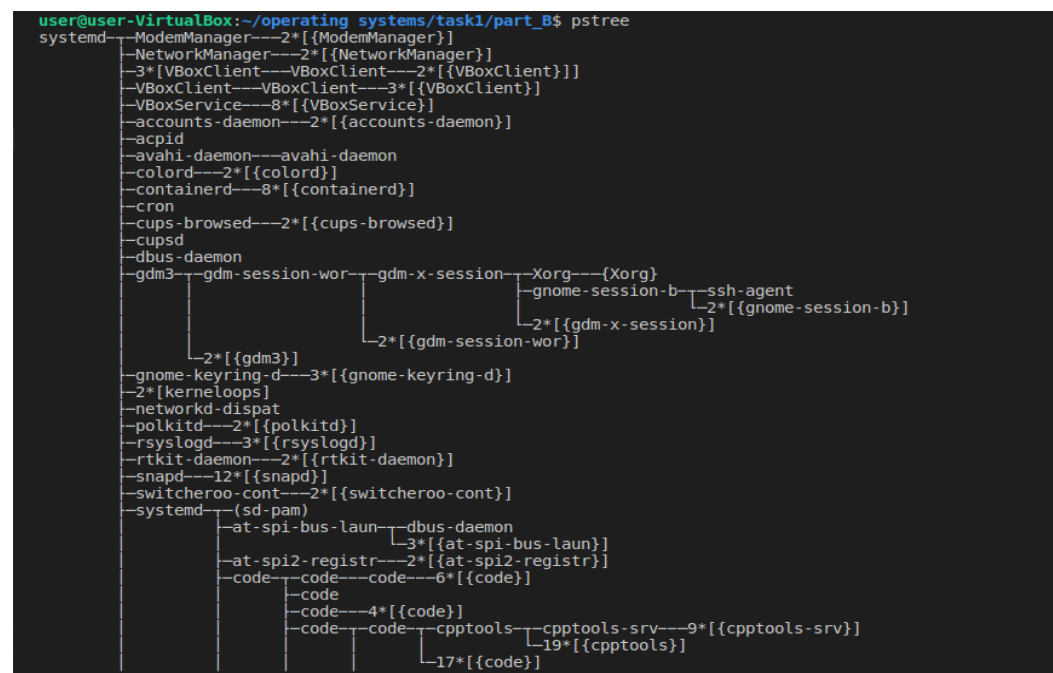 user@user-VirtualBox:~/operating systems/task1/part_B$ pstree
systemd─┬─ModemManager───2*[{ModemManager}]
        ├─NetworkManager───2*[{NetworkManager}]
        ├─3*[VBoxClient───VBoxClient───2*[{VBoxClient}]]
        ├─VBoxClient───VBoxClient───3*[{VBoxClient}]
        ├─VBoxService───8*[{VBoxService}]
        ├─accounts-daemon───2*[{accounts-daemon}]
        ├─acpid
        ├─avahi-daemon───avahi-daemon
        ├─colord───2*[{colord}]
        ├─containerd───8*[{containerd}]
        ├─cron
        ├─cups-browsed───2*[{cups-browsed}]
        ├─cupsd
        ├─dbus-daemon
        ├─gdm3─┬─gdm-session-wor─┬─gdm-x-session─┬─Xorg───{Xorg}
        │      │                 │               ├─gnome-session-b─┬─ssh-agent
        │      │                 │               │                 └─2*[{gnome-session-b}]
        │      │                 │               └─2*[{gdm-x-session}]
        │      │                 └─2*[{gdm-session-wor}]
        │      └─2*[{gdm3}]
        ├─gnome-keyring-d───3*[{gnome-keyring-d}]
        ├─2*[kerneloops]
        ├─networkd-dispat
        ├─polkitd───2*[{polkitd}]
        ├─rsyslogd───3*[{rsyslogd}]
        ├─rtkit-daemon───2*[{rtkit-daemon}]
        ├─snapd───12*[{snapd}]
        ├─switcheroo-cont───2*[{switcheroo-cont}]
        ├─systemd─┬─(sd-pam)
        │         ├─at-spi-bus-laun─┬─dbus-daemon
        │         │                 └─3*[{at-spi-bus-laun}]
        │         ├─at-spi2-registr───2*[{at-spi2-registr}]
        │         ├─code─┬─code───code───6*[{code}]
        │         │      ├─code
        │         │      ├─code───4*[{code}]
        │         │      ├─code─┬─code─┬─cpptools─┬─cpptools-srv───9*[{cpptools-srv}]
        │         │      │      │      │          └─19*[{cpptools}]
        │         │      │      │      └─17*[{code}]